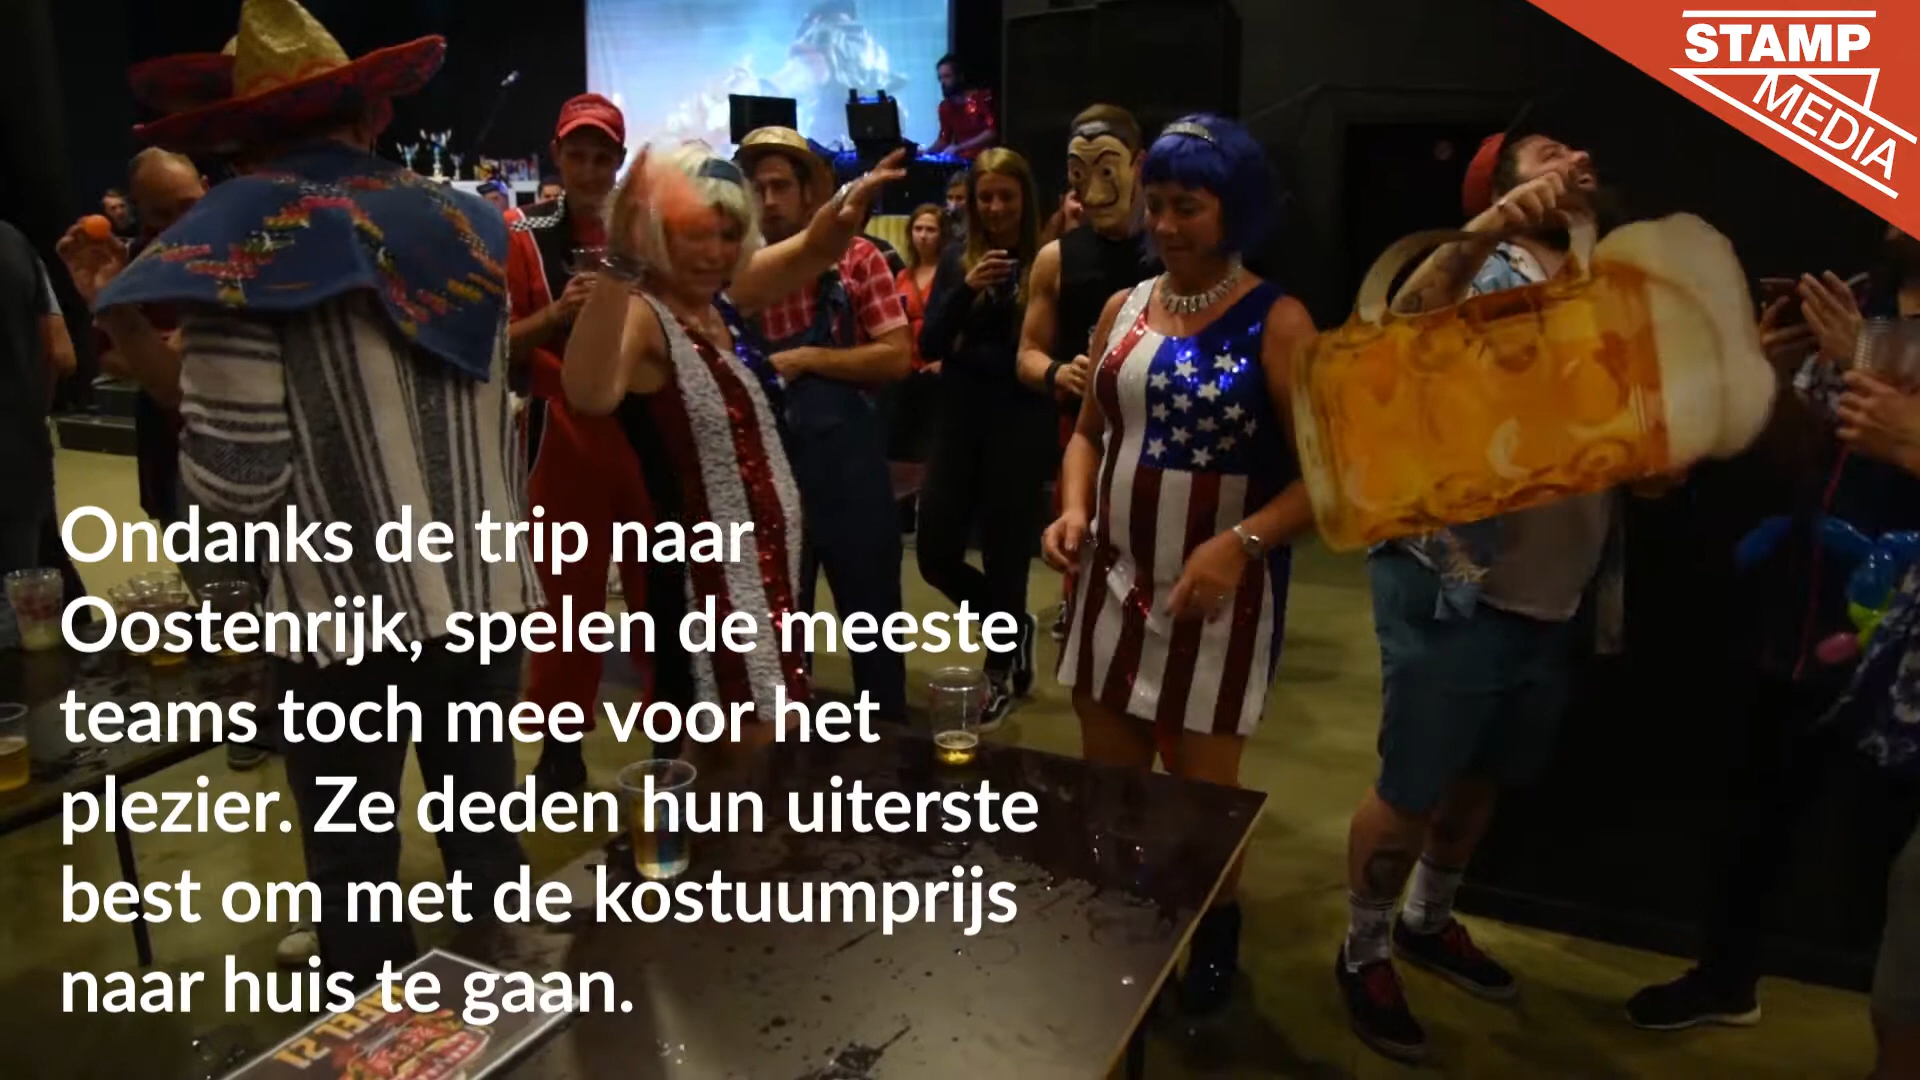 STAMP
MEDIA
Ondanks de trip naar
Oostenrijk, spelen de meeste
teams toch mee voor het
plezier. Ze deden hun uiterste
best om met de kostuumprijs
naar huis te gaan.